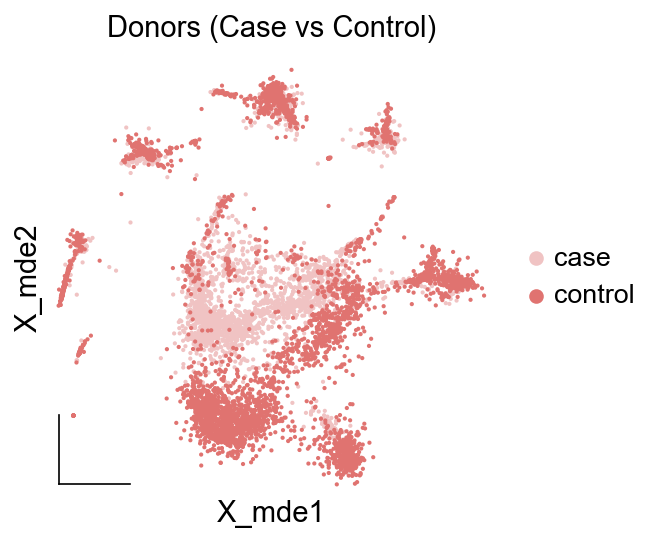 Donors (Case vs Control)
X_mde2
case
control
X_mde1